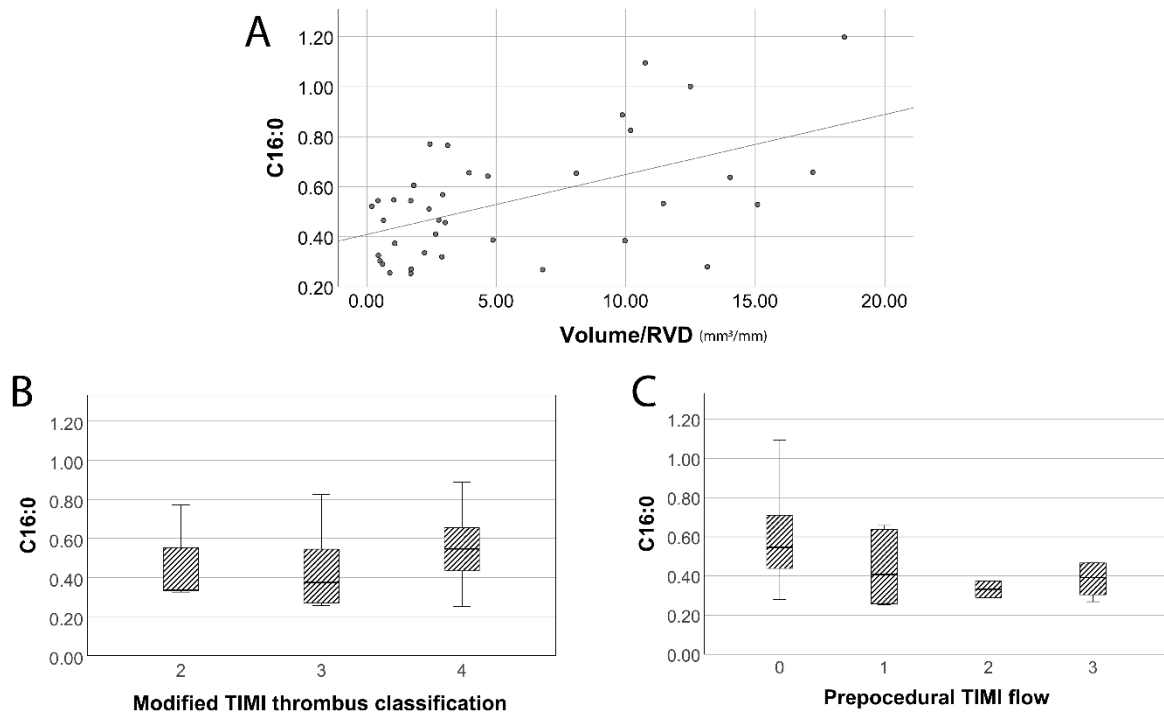 A
C16:0
1.20
1.00
0.80
0.60
0.40
0.20
0.00 5.00 10.00 15.00 20.00
Volume/RVD (mm³/mm)
B
C16:0
1.20
1.00
0.80
0.60
0.40
0.20
0.00
2 3 4
Modified TIMI thrombus classification
C
C16:0
1.20
1.00
0.80
0.60
0.40
0.20
0.00
0 1 2 3
Prepocedural TIMI flow